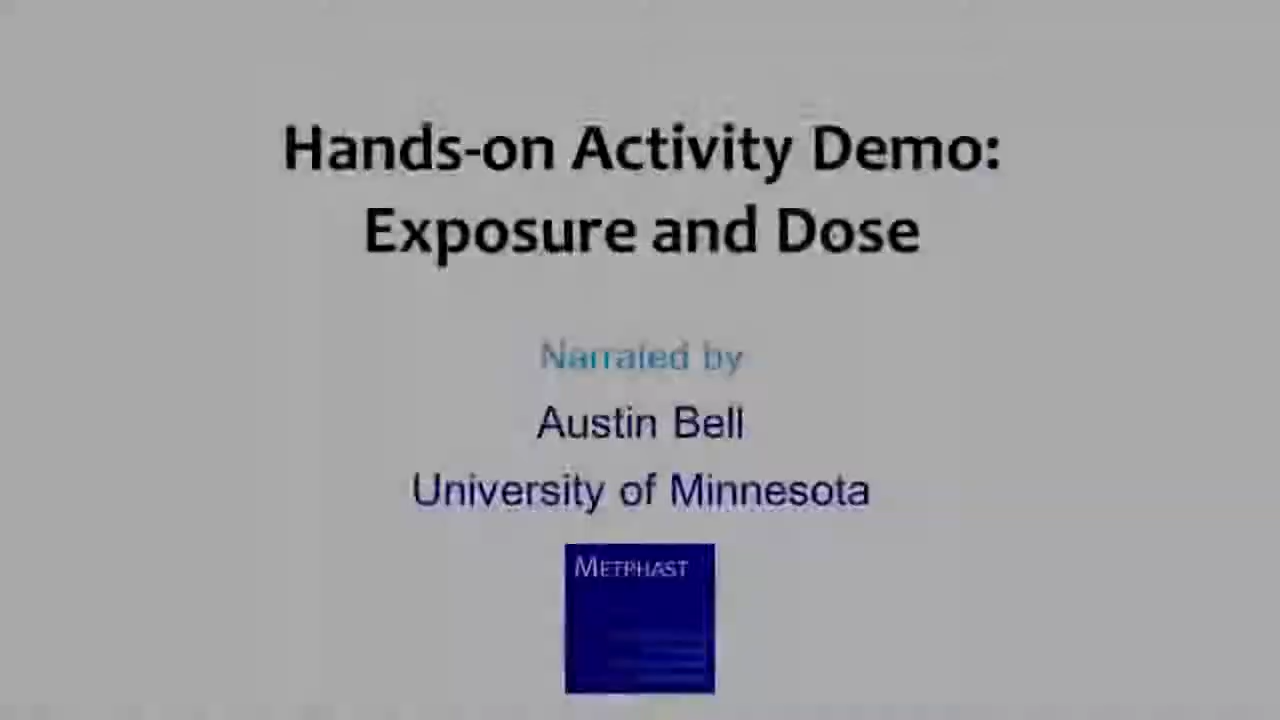 Hands-on Activity Demo:
Exposure and Dose
Narrated by
Austin Bell
University of Minnesota
METPHAST